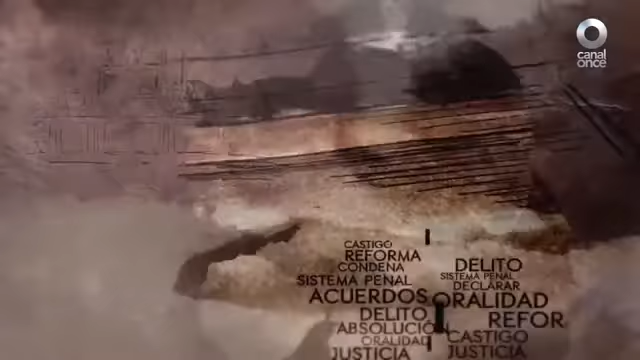 canal
once
CASTIGO
REFORMA
CONDENA
SISTEMA PENAL
ACUERDOS
DELITO
ABSOLUCIÓN
ORALIDAD
JUSTICIA
DELITO
SISTEMA PENAL
DECLARAR
ORALIDAD
REFOR
CASTIGO
JUSTICIA